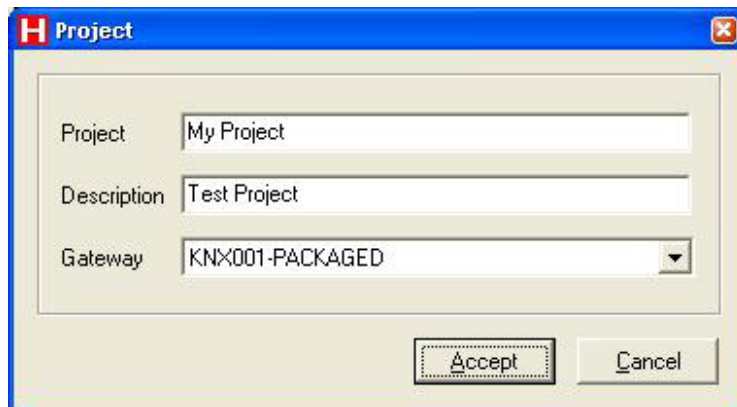 H Project
Project My Project
Description Test Project
Gateway KNX001-PACKAGED
Accept Cancel